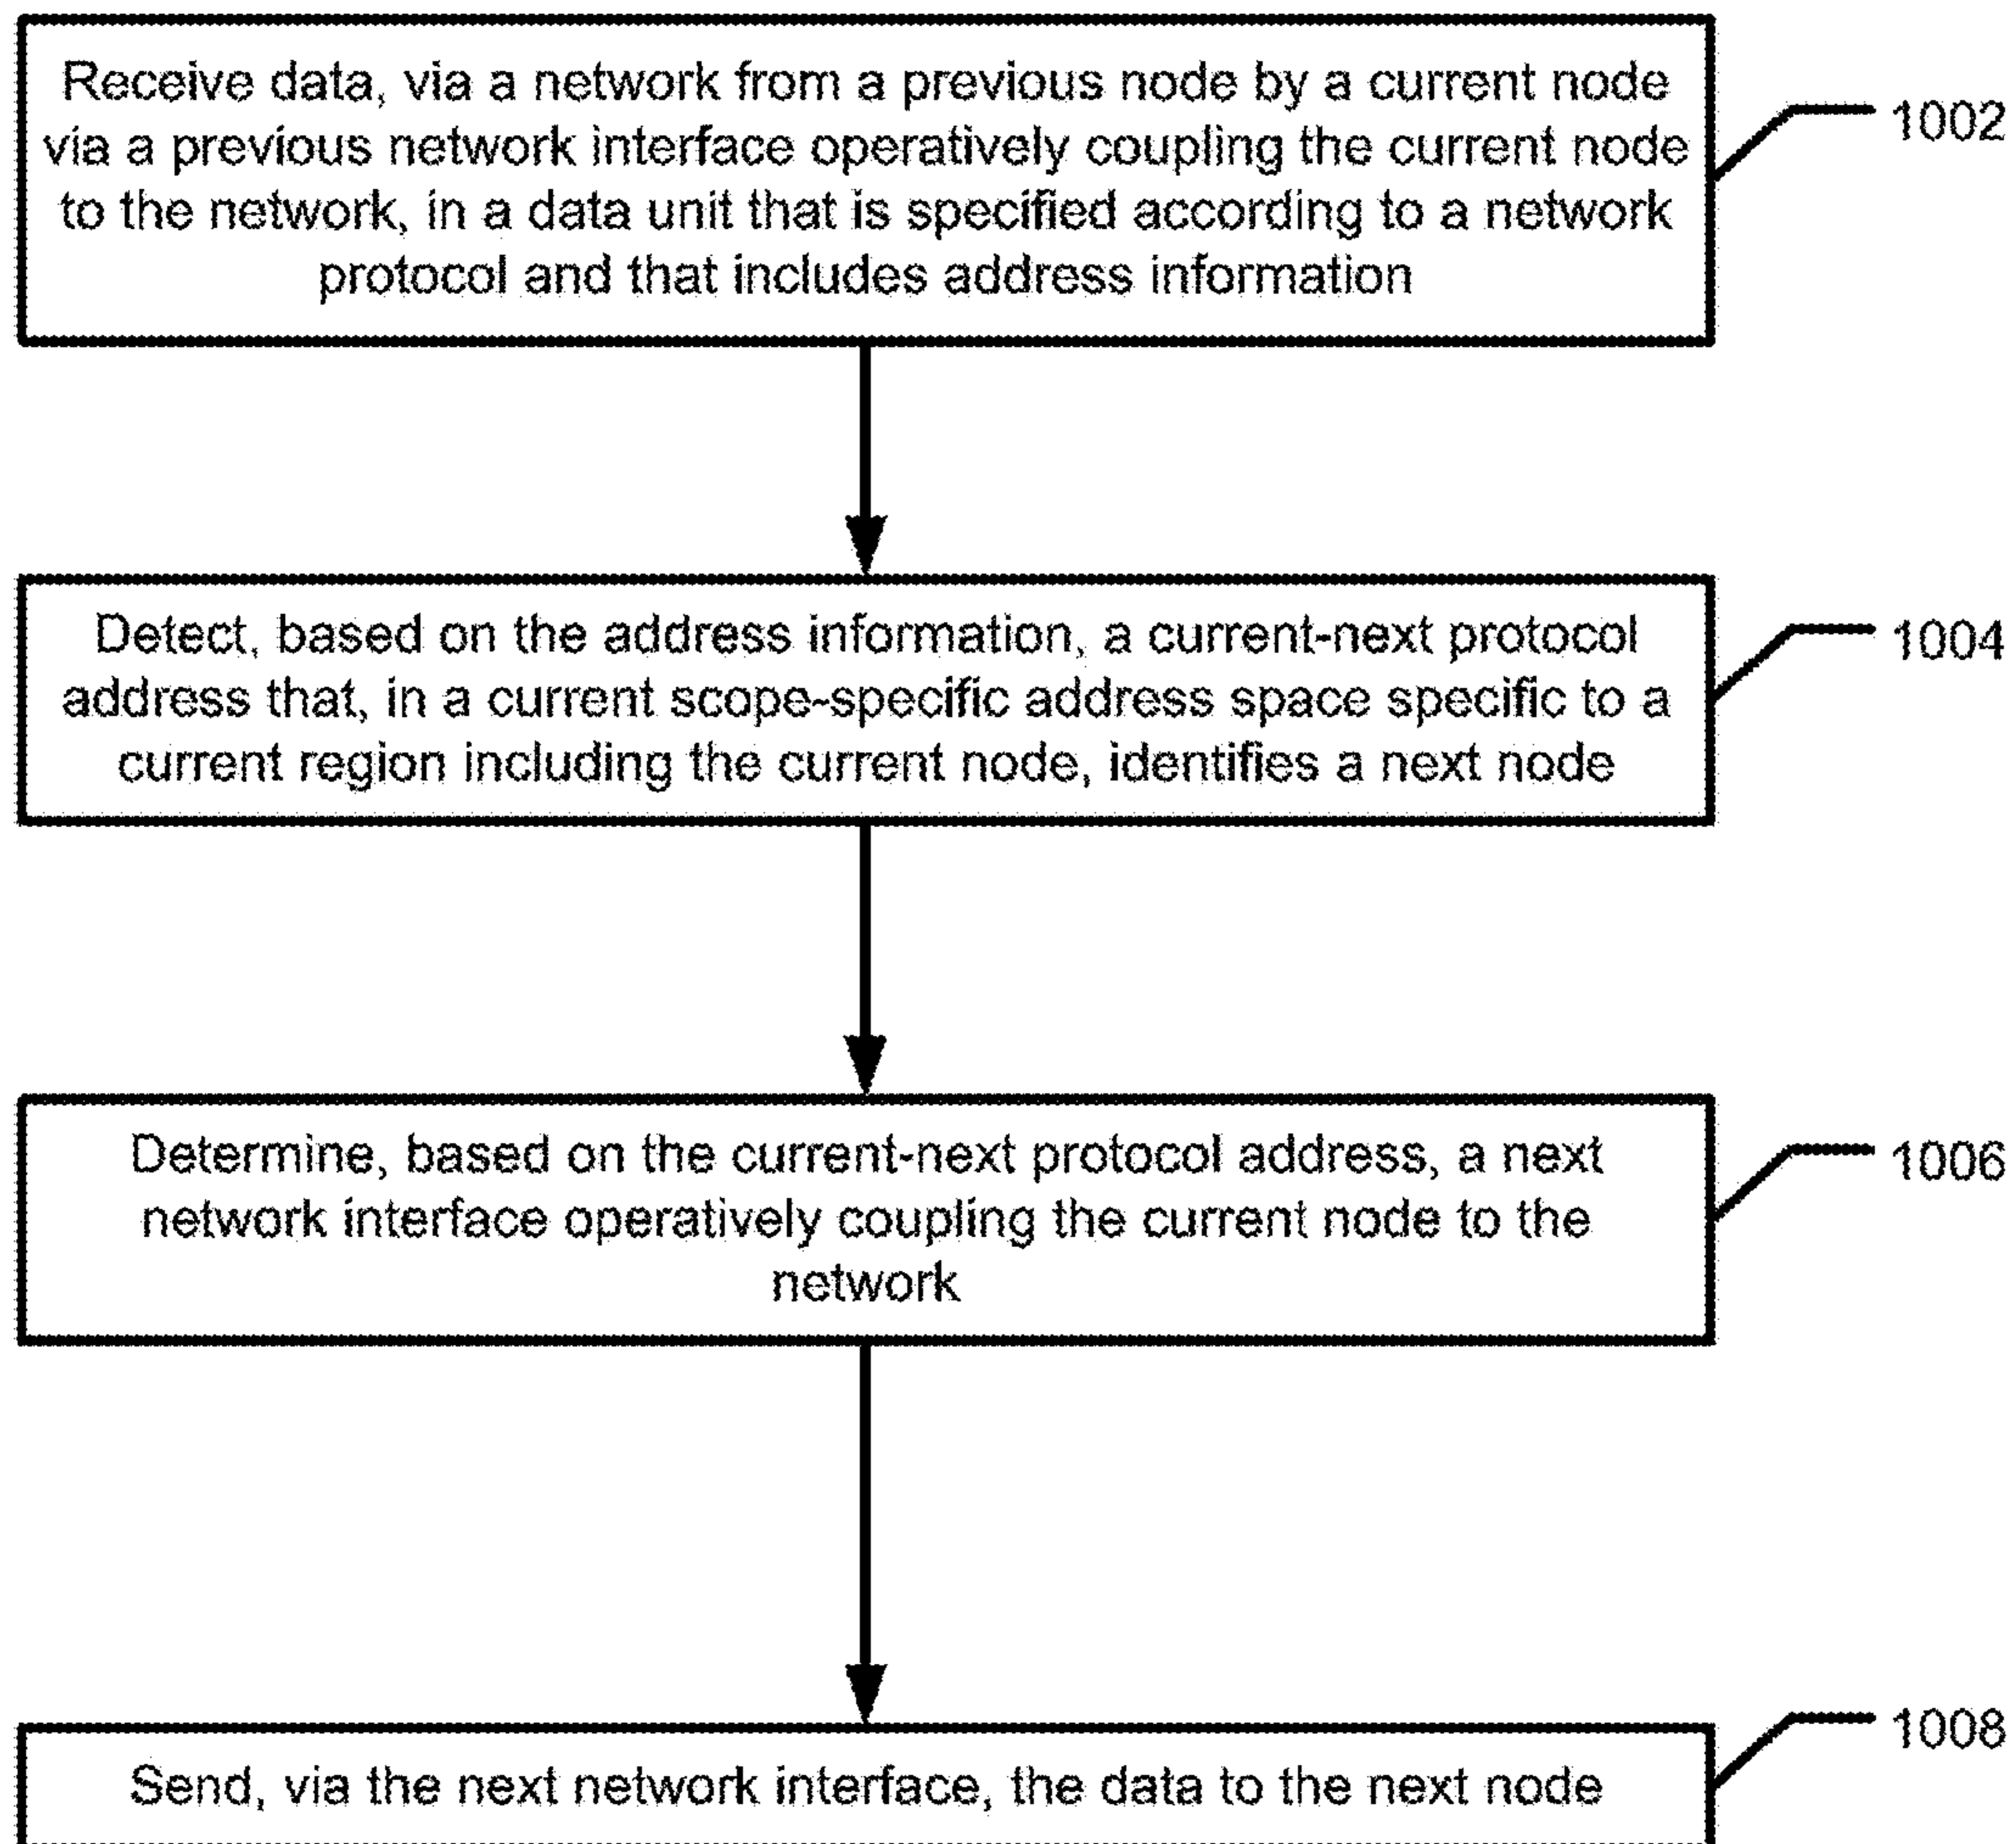 Receive data, via a network from a previous node by a current node
via a previous network interface operatively coupling the current node
to the network, in a data unit that is specified according to a network
protocol and that includes address information
1002
Detect, based on the address information, a current-next protocol
address that, in a current scope-specific address space specific to a
current region including the current node, identifies a next node
1004
Determine, based on the current-next protocol address, a next
network interface operatively coupling the current node to the
network
1006
Send, via the next network interface, the data to the next node
1008